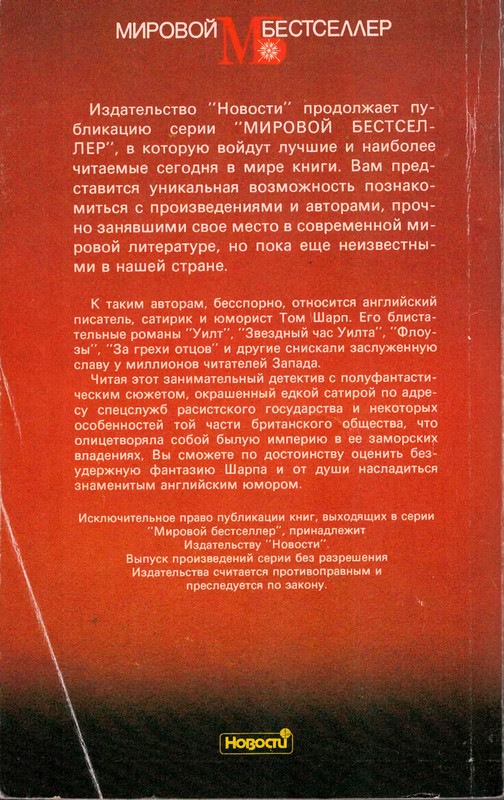 МИРОВОЙ БЕСТСЕЛЛЕР
МБ
Издательство "Новости" продолжает пу-
бликацию серии "МИРОВОЙ БЕСТСЕЛ-
ЛЕР", в которую войдут лучшие и наиболее
читаемые сегодня в мире книги. Вам пред-
ставится уникальная возможность познако-
миться с произведениями и авторами, проч-
но занявшими свое место в современной ми-
ровой литературе, но пока еще неизвестны-
ми в нашей стране.
К таким авторам, бесспорно, относится английский
писатель, сатирик и юморист Том Шарп. Его блиста-
тельные романы "Уилт", "Звездный час Уилта", "Флоу-
зы", "За грехи отцов" и другие снискали заслуженную
славу у миллионов читателей Запада.
Читая этот занимательный детектив с полуфантасти-
ческим сюжетом, окрашенный едкой сатирой по адре-
су спецслужб расистского государства и некоторых
особенностей той части британского общества, что
олицетворяла собой былую империю в ее заморских
владениях, Вы сможете по достоинству оценить без-
удержную фантазию Шарпа и от души насладиться
знаменитым английским юмором.
Исключительное право публикации книг, выходящих в серии
"Мировой бестселлер", принадлежит
Издательству "Новости".
Выпуск произведений серии без разрешения
Издательства считается противоправным и
преследуется по закону.
Новости